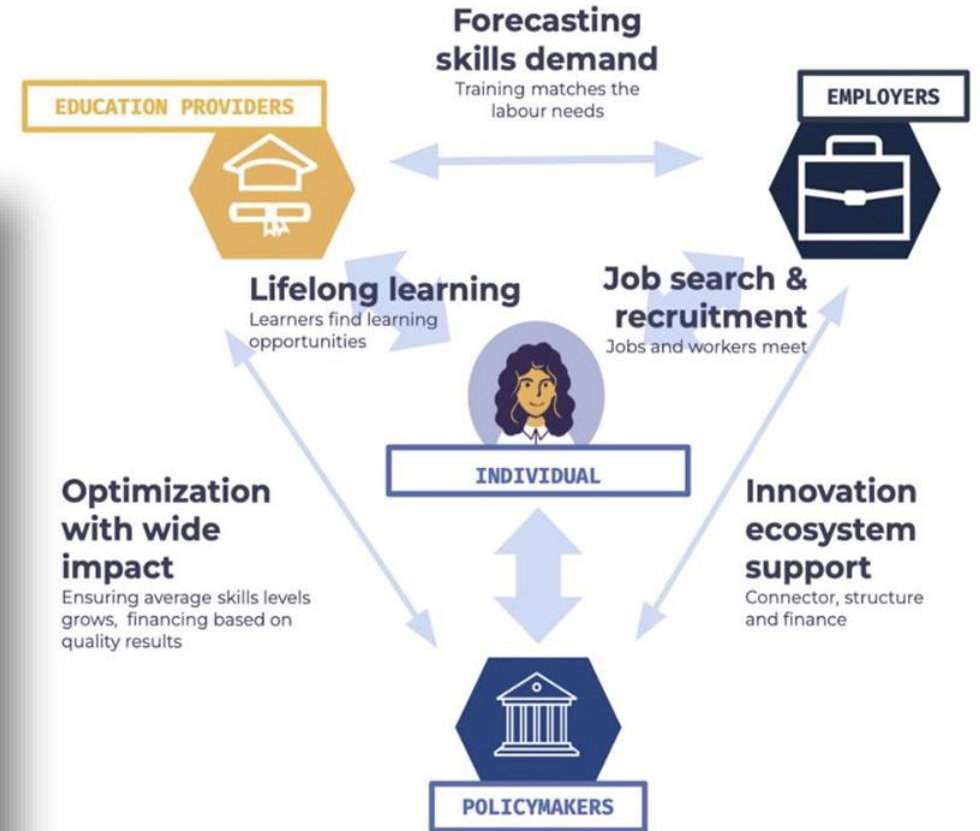 Forecasting
skills demand
Training matches the
labour needs
EDUCATION PROVIDERS
EMPLOYERS
Lifelong learning
Learners find learning
opportunities
Job search &
recruitment
Jobs and workers meet
INDIVIDUAL
Optimization
with wide
impact
Ensuring average skills levels
grows, financing based on
quality results
Innovation
ecosystem
support
Connector, structure
and finance
POLICYMAKERS